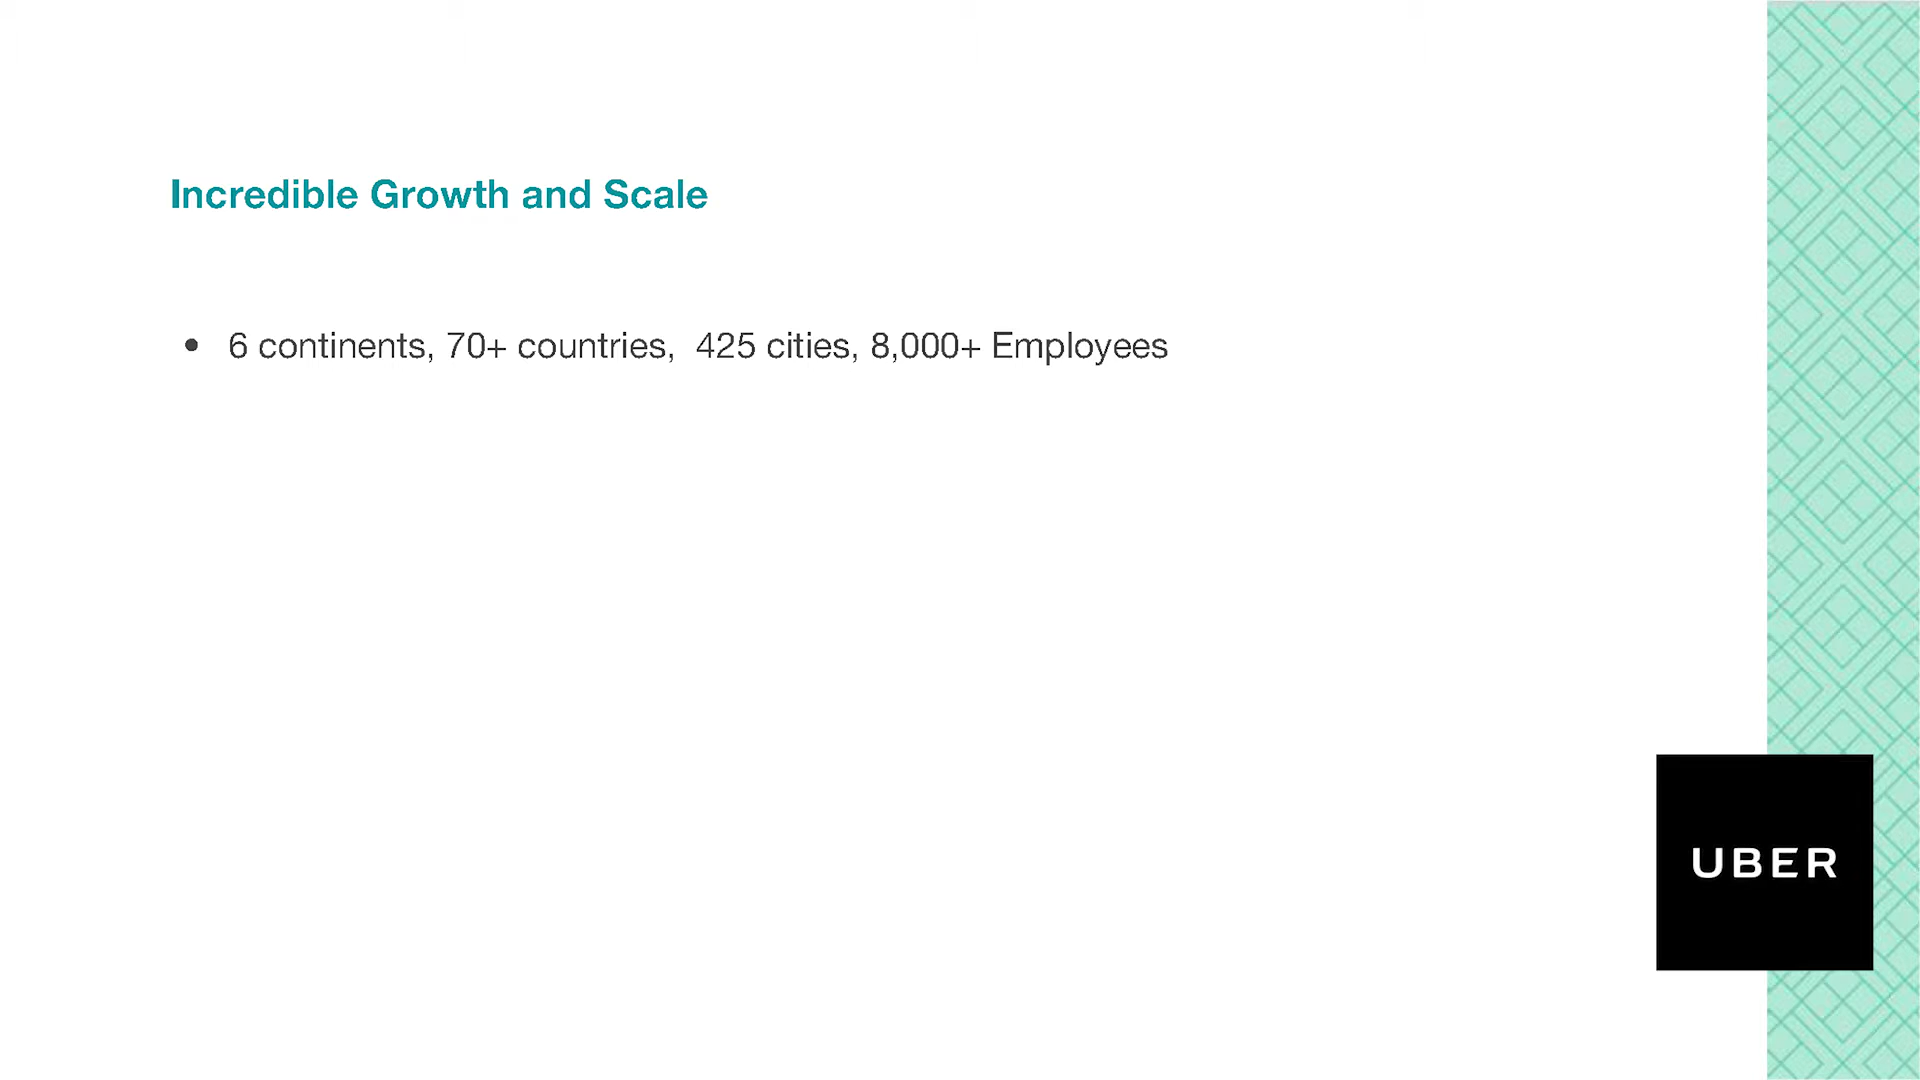 Incredible Growth and Scale
• 6 continents, 70+ countries,  425 cities, 8,000+ Employees
UBER